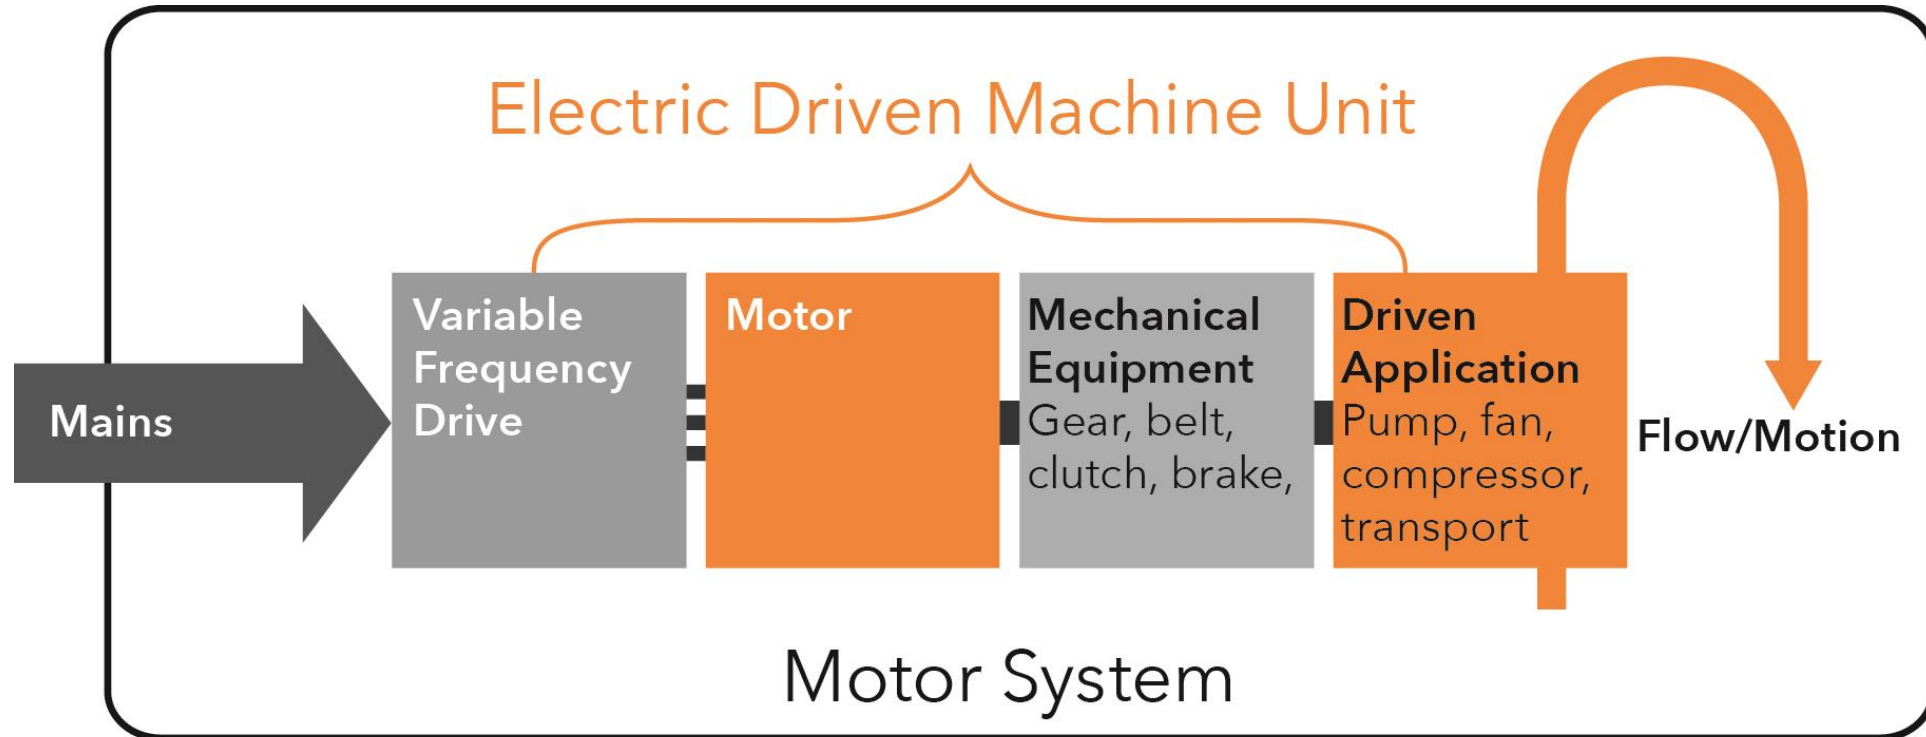 Electric Driven Machine Unit
Mains
Variable
Frequency
Drive
Motor
Mechanical
Equipment
Gear, belt,
clutch, brake,
Driven
Application
Pump, fan,
compressor,
transport
Flow/Motion
Motor System